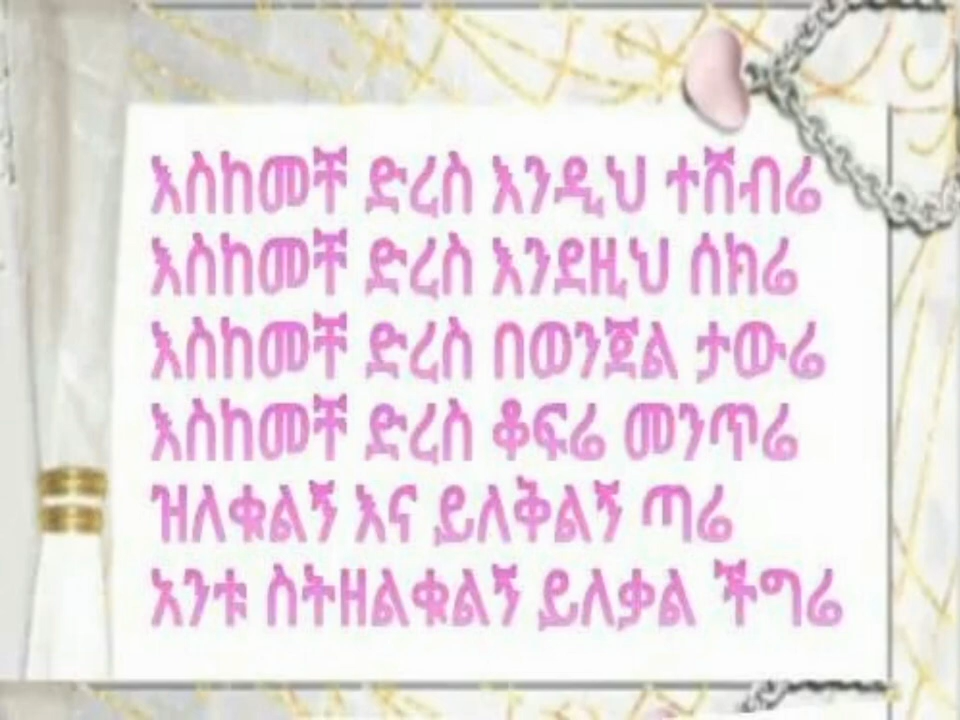 እስከመቸ ድረስ እንዲህ ተሸብሬ
እስከመቸ ድረስ እንደዚህ ሰክሬ
እስከመቸ ድረስ በወንጀል ታውሬ
እስከመቸ ድረስ ቆፍሬ መንጥሬ
ዝለቁልኝ እና ይለቅልኝ ጣሬ
አንቱ ስትዘልቁልኝ ይለቃል ችግሬ